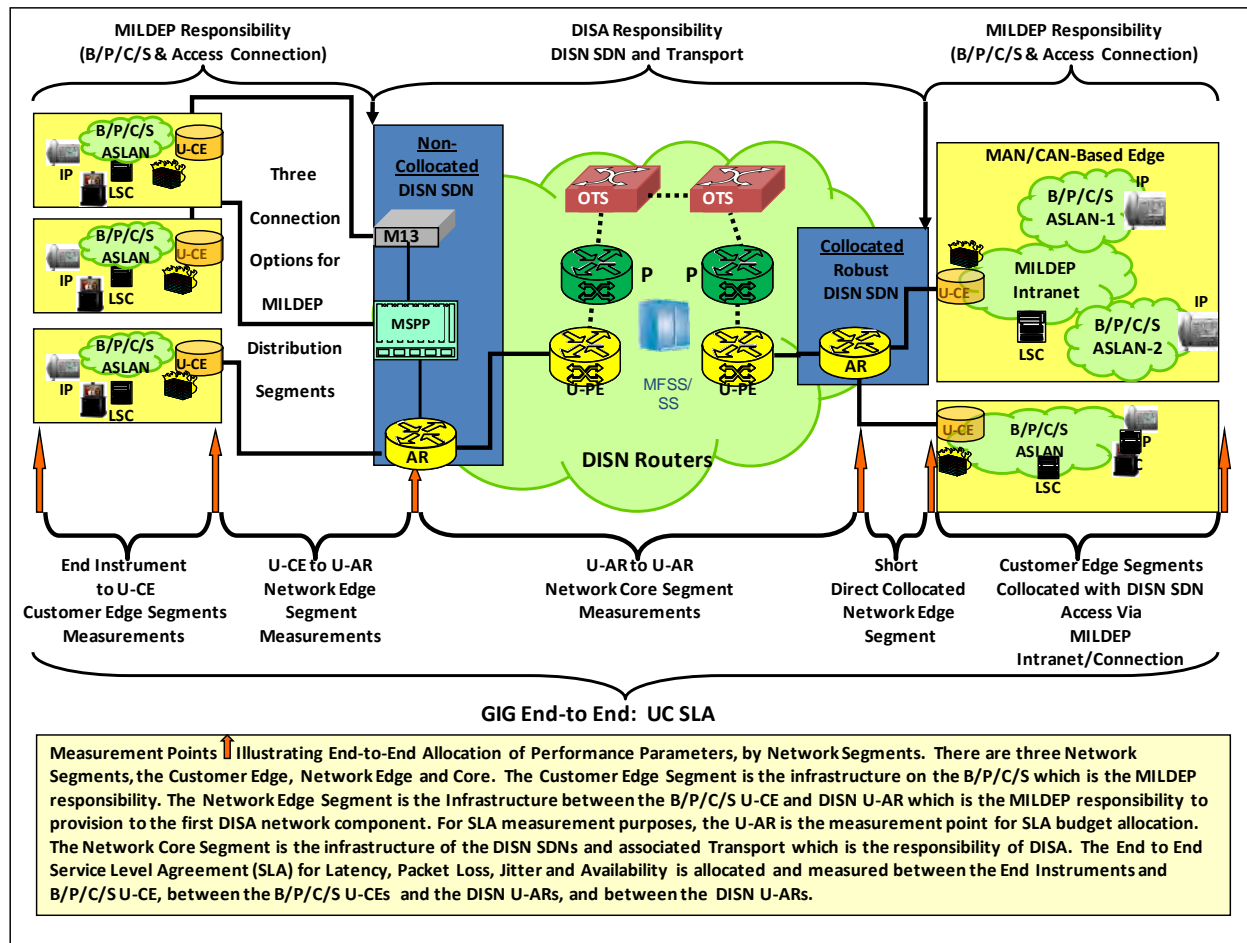 MILDEP Responsibility
(B/P/C/S & Access Connection)
DISA Responsibility
DISN SDN and Transport
MILDEP Responsibility
(B/P/C/S & Access Connection)
B/P/C/S
ASLAN
U-CE
IP
LSC
B/P/C/S
ASLAN
U-CE
IP
LSC
B/P/C/S
ASLAN
U-CE
IP
LSC
Three
Connection
Options for
MILDEP
Distribution
Segments
Non-
Collocated
DISN SDN
M13
MSPP
AR
OTS
OTS
P
P
U-PE
U-PE
MFSS/
SS
DISN Routers
Collocated
Robust
DISN SDN
AR
MAN/CAN-Based Edge
IP
B/P/C/S
ASLAN-1
U-CE
MILDEP
Intranet
LSC
IP
B/P/C/S
ASLAN-2
U-CE
B/P/C/S
ASLAN
LSC
P
C
End Instrument
to U-CE
Customer Edge Segments
Measurements
U-CE to U-AR
Network Edge
Segment
Measurements
U-AR to U-AR
Network Core Segment
Measurements
Short
Direct Collocated
Network Edge
Segment
Customer Edge Segments
Collocated with DISN SDN
Access Via
MILDEP
Intranet/Connection
GIG End-to End: UC SLA
Measurement Points Illustrating End-to-End Allocation of Performance Parameters, by Network Segments. There are three Network
Segments, the Customer Edge, Network Edge and Core. The Customer Edge Segment is the infrastructure on the B/P/C/S which is the MILDEP
responsibility. The Network Edge Segment is the Infrastructure between the B/P/C/S U-CE and DISN U-AR which is the MILDEP responsibility to
provision to the first DISA network component. For SLA measurement purposes, the U-AR is the measurement point for SLA budget allocation.
The Network Core Segment is the infrastructure of the DISN SDNs and associated Transport which is the responsibility of DISA. The End to End
Service Level Agreement (SLA) for Latency, Packet Loss, Jitter and Availability is allocated and measured between the End Instruments and
B/P/C/S U-CE, between the B/P/C/S U-CEs and the DISN U-ARs, and between the DISN U-ARs.